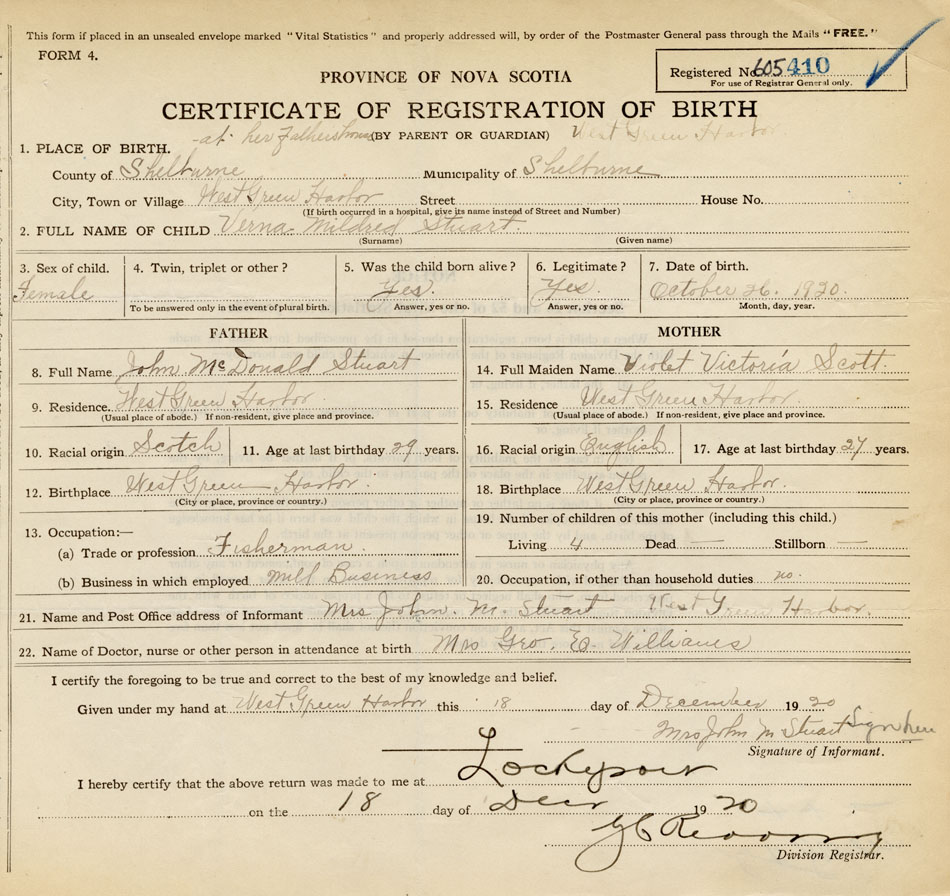 This form if placed in an unsealed envelope marked "Vital Statistics" and properly addressed will, by order of the Postmaster General pass through the Mails "FREE."
FORM 4.
Registered No. 605410
For use of Registrar General only.
PROVINCE OF NOVA SCOTIA
CERTIFICATE OF REGISTRATION OF BIRTH
at her Fathers home (BY PARENT OR GUARDIAN) West Green Harbor
1. PLACE OF BIRTH.
County of Shelburne Municipality of Shelburne
City, Town or Village West Green Harbor Street House No.
(If birth occurred in a hospital, give its name instead of Street and Number)
2. FULL NAME OF CHILD Verna Mildred Stuart.
(Surname) (Given name)
3. Sex of child. 4. Twin, triplet or other? 5. Was the child born alive? 6. Legitimate? 7. Date of birth.
Female Yes. Yes. October 26. 1920.
To be answered only in the event of plural birth. Answer, yes or no. Answer, yes or no. Month, day, year.
FATHER
8. Full Name John McDonald Stuart
9. Residence. West Green Harbor
(Usual place of abode.) If non-resident, give place and province.
10. Racial origin Scotch 11. Age at last birthday 29 years.
12. Birthplace West Green Harbor.
(City or place, province or country.)
13. Occupation:—
(a) Trade or profession Fisherman.
(b) Business in which employed Mill Business
MOTHER
14. Full Maiden Name Violet Victoria Scott.
15. Residence West Green Harbor.
(Usual place of abode.) If non-resident, give place and province.
16. Racial origin English 17. Age at last birthday 27 years.
18. Birthplace West Green Harbor.
(City or place, province or country.)
19. Number of children of this mother (including this child.)
Living 4 Dead — Stillborn —
20. Occupation, if other than household duties no.
21. Name and Post Office address of Informant Mrs John. M. Stuart West Green Harbor.
22. Name of Doctor, nurse or other person in attendance at birth Mrs Geo. E. Williams
I certify the foregoing to be true and correct to the best of my knowledge and belief.
Given under my hand at West Green Harbor this 18 day of December 1920
Mrs John M Stuart Sign here
Signature of Informant.
I hereby certify that the above return was made to me at Lockeport
on the 18 day of Decr 1920
Division Registrar.